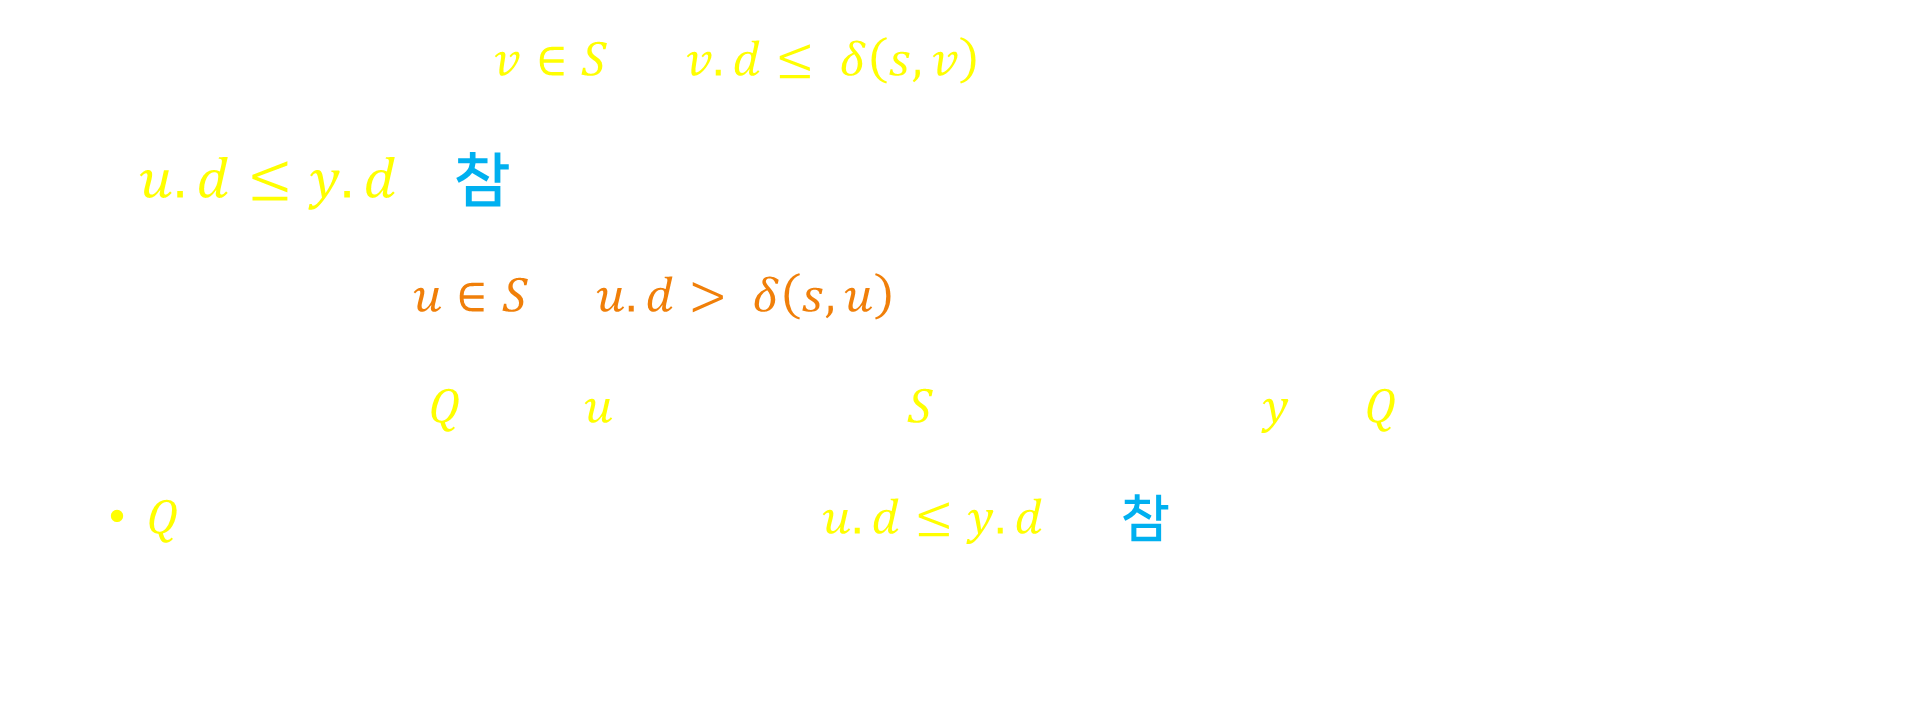 v ∈ S v.d ≤ δ(s,v)
u.d ≤ y.d 참
u ∈ S u.d > δ(s,u)
Q u S y Q
• Q u.d ≤ y.d 참